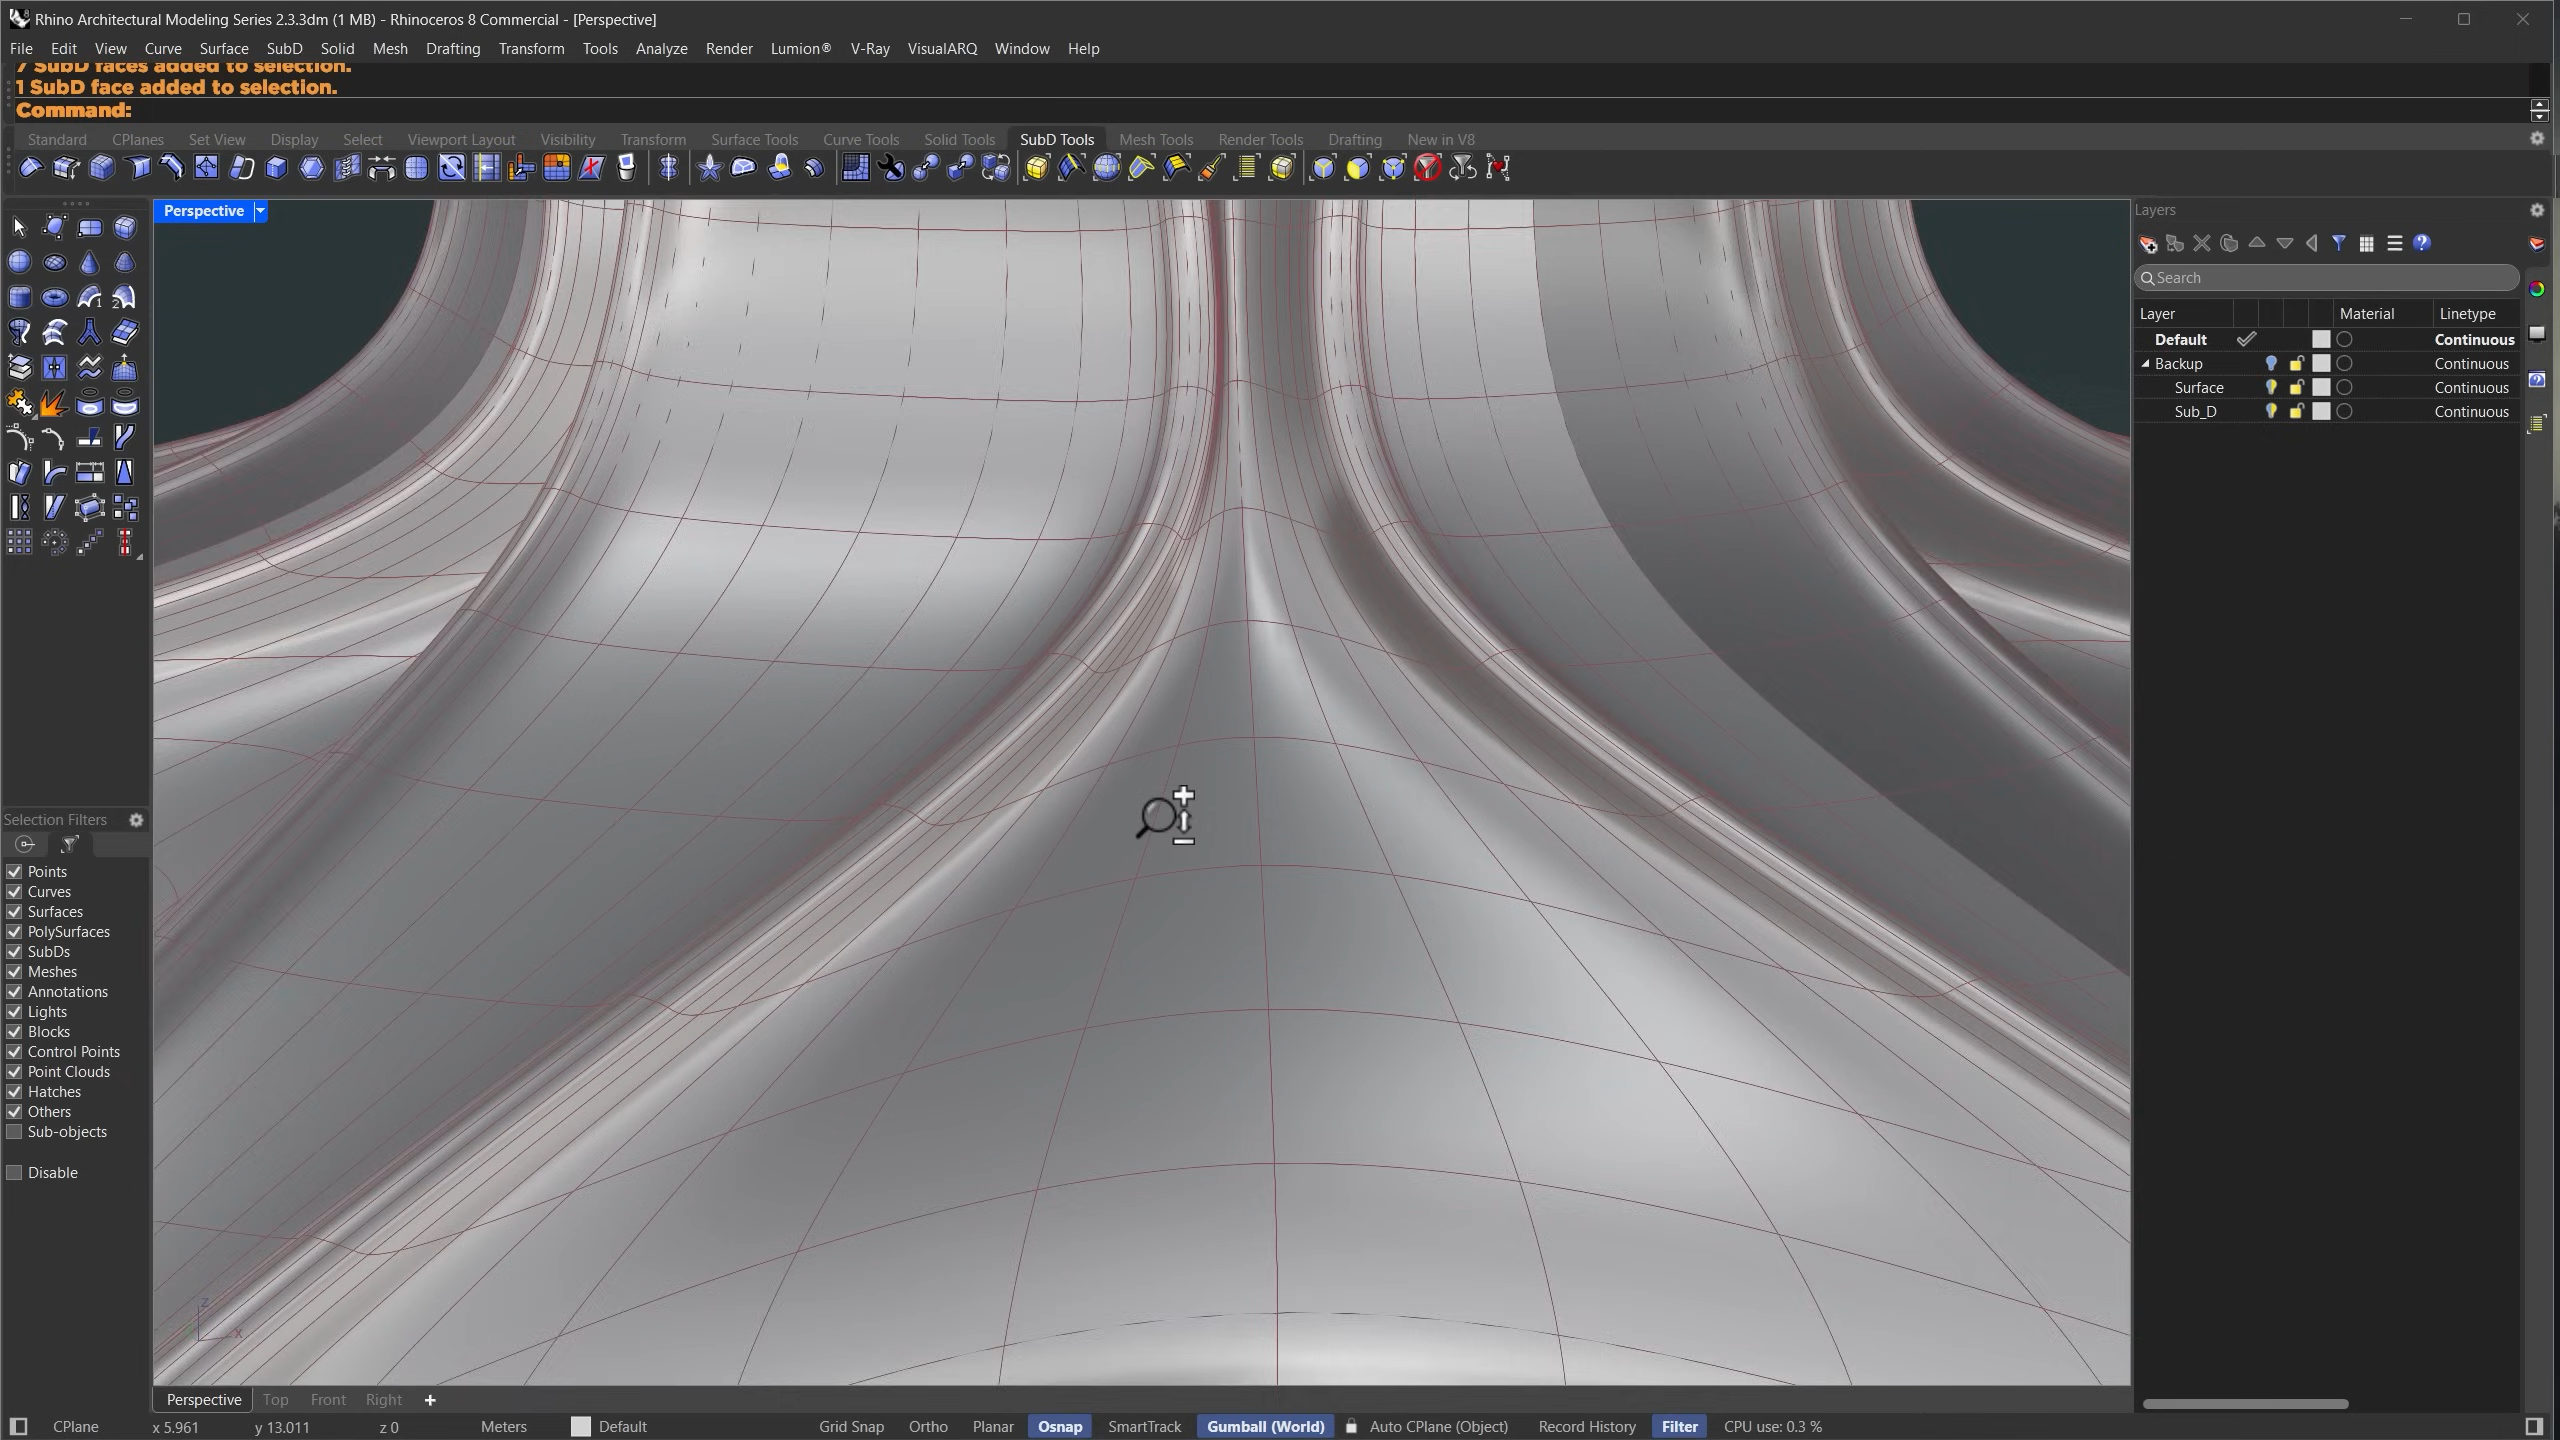 Rhino Architectural Modeling Series 2.3.3dm (1 MB) - Rhinoceros 8 Commercial - [Perspective]
File Edit View Curve Surface SubD Solid Mesh Drafting Transform Tools Analyze Render Lumion® V-Ray VisualARQ Window Help
7 SubD faces added to selection.
1 SubD face added to selection.
Command:
Standard CPlanes Set View Display Select Viewport Layout Visibility Transform Surface Tools Curve Tools Solid Tools SubD Tools Mesh Tools Render Tools Drafting New in V8
Perspective
Layers
Search
Layer Material Linetype
Default Continuous
Backup Continuous
Surface Continuous
Sub_D Continuous
Selection Filters
Points
Curves
Surfaces
PolySurfaces
SubDs
Meshes
Annotations
Lights
Blocks
Control Points
Point Clouds
Hatches
Others
Sub-objects
Disable
z
x
Perspective Top Front Right
CPlane x 5.961 y 13.011 z 0 Meters Default Grid Snap Ortho Planar Osnap SmartTrack Gumball (World) Auto CPlane (Object) Record History Filter CPU use: 0.3 %